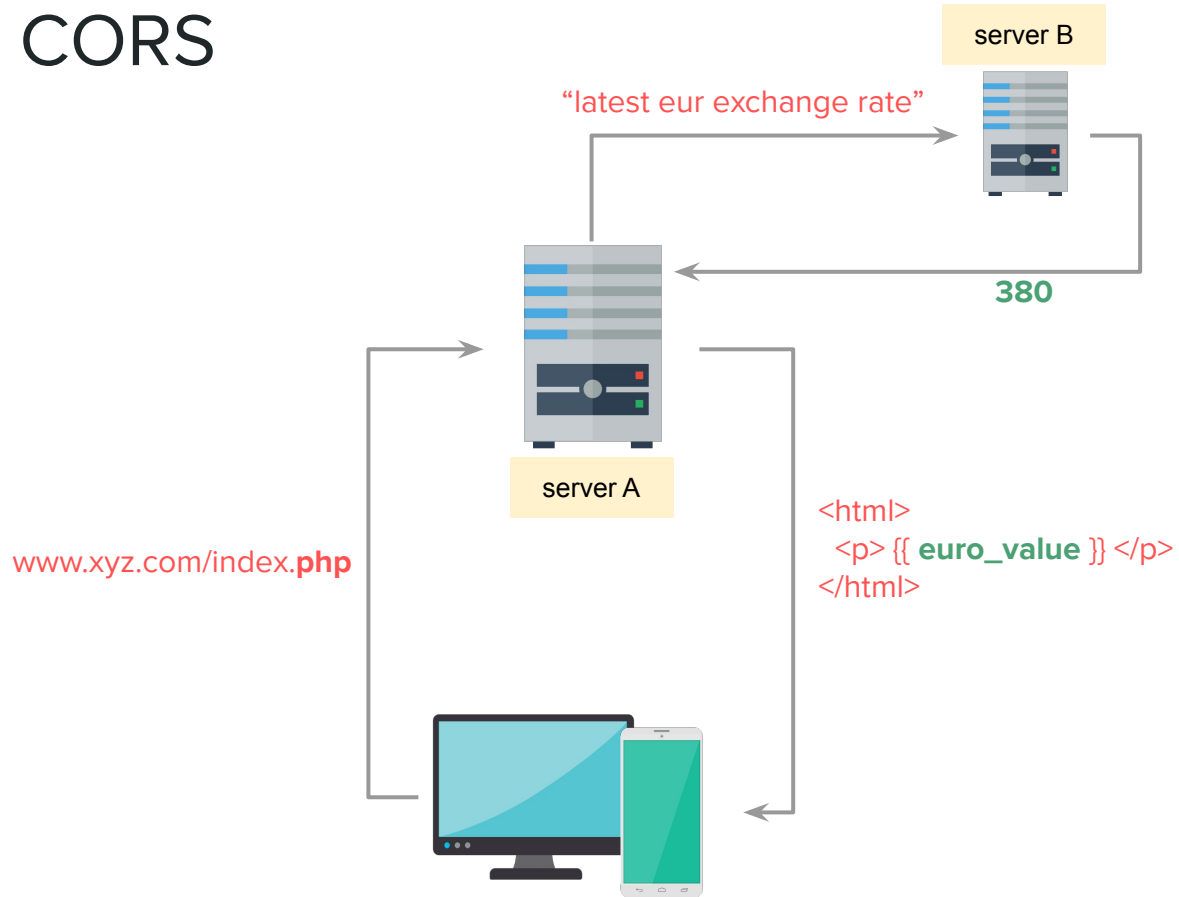 CORS
server B
“latest eur exchange rate”
380
server A
www.xyz.com/index.php
<html>
<p> {{ euro_value }} </p>
</html>